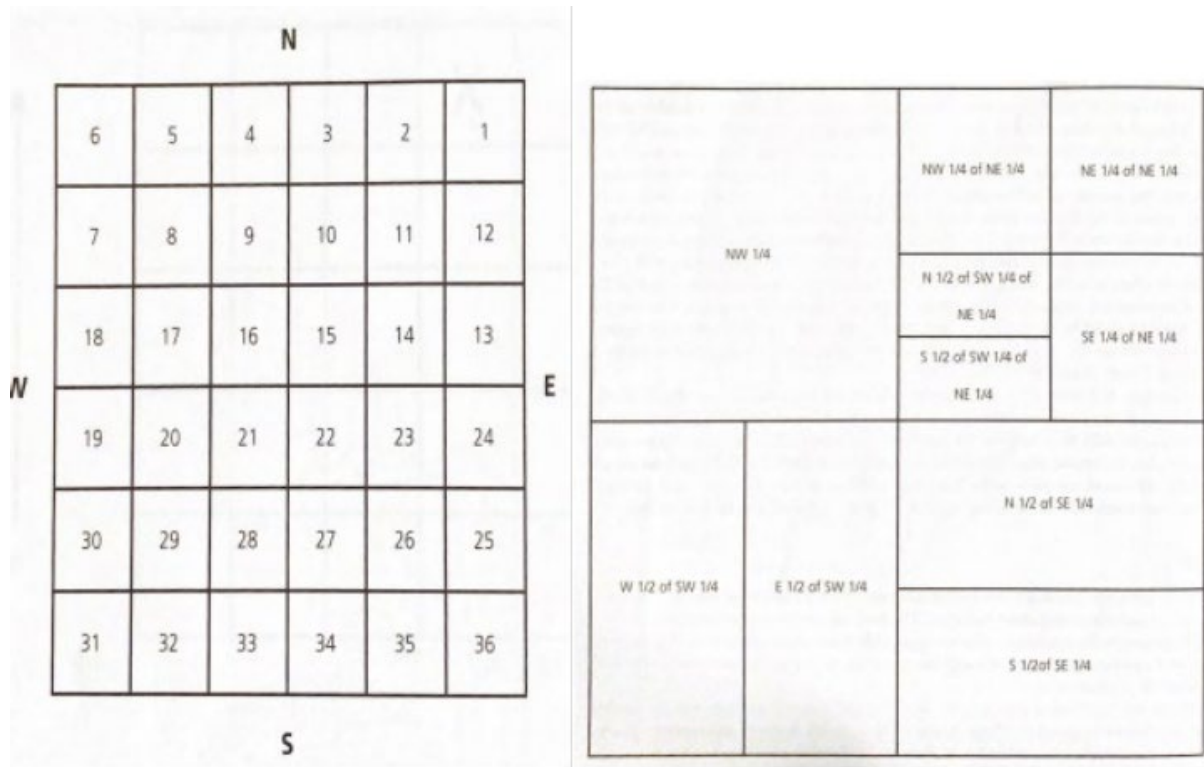 N
6 5 4 3 2 1
7 8 9 10 11 12
18 17 16 15 14 13
W
E
19 20 21 22 23 24
30 29 28 27 26 25
31 32 33 34 35 36
S
NW 1/4
NW 1/4 of NE 1/4
NE 1/4 of NE 1/4
N 1/2 of SW 1/4 of
NE 1/4
S 1/2 of SW 1/4 of
NE 1/4
SE 1/4 of NE 1/4
W 1/2 of SW 1/4
E 1/2 of SW 1/4
N 1/2 of SE 1/4
S 1/2of SE 1/4